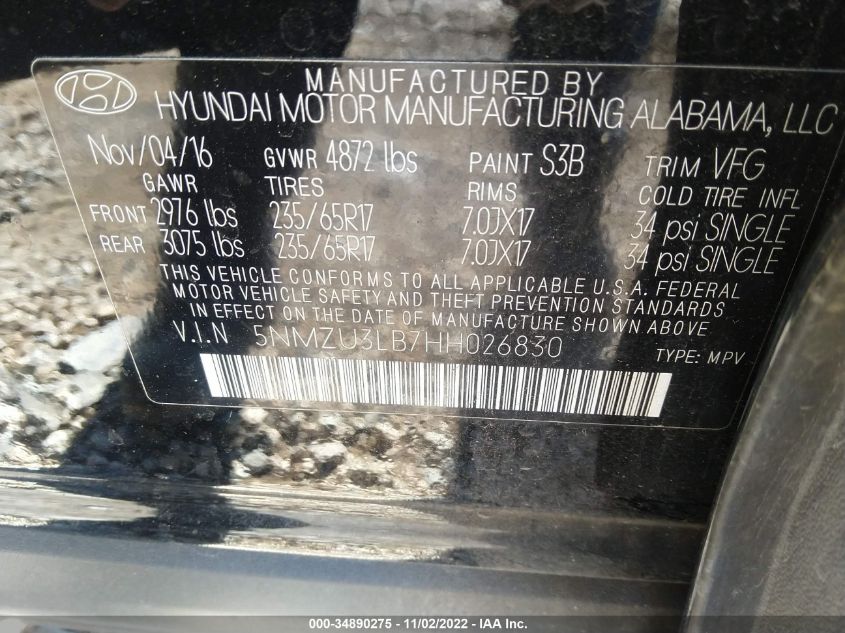 MANUFACTURED BY
HYUNDAI MOTOR MANUFACTURING ALABAMA, LLC
Nov/04/16 GVWR 4872 lbs PAINT S3B TRIM VFG
GAWR TIRES RIMS COLD TIRE INFL
FRONT 2976 lbs 235/65R17 7.0JX17 34 psi SINGLE
REAR 3075 lbs 235/65R17 7.0JX17 34 psi SINGLE
THIS VEHICLE CONFORMS TO ALL APPLICABLE U.S.A. FEDERAL
MOTOR VEHICLE SAFETY AND THEFT PREVENTION STANDARDS
IN EFFECT ON THE DATE OF MANUFACTURE SHOWN ABOVE.
V.I.N 5NMZU3LB7HH026830 TYPE: MPV
000-34890275 - 11/02/2022 - IAA Inc.